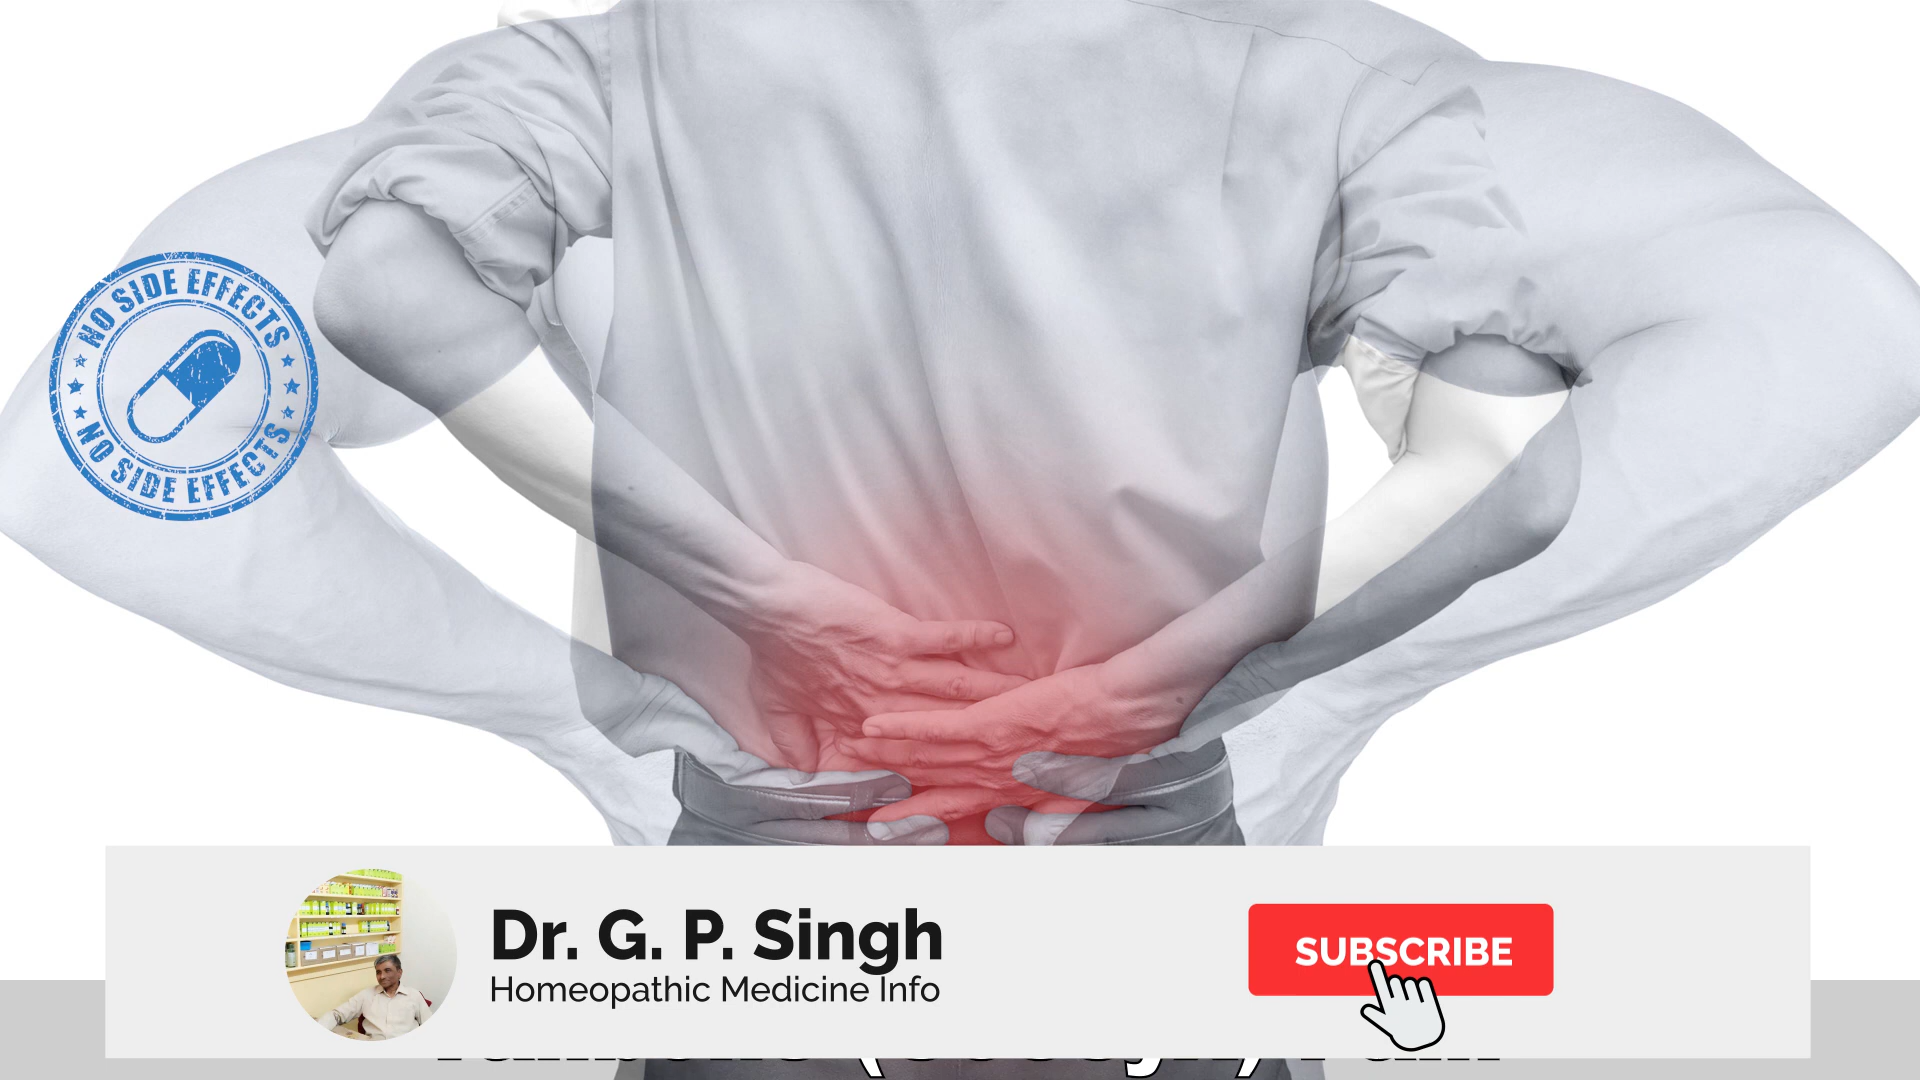 NO SIDE EFFECTS
NO SIDE EFFECTS
Dr. G. P. Singh
Homeopathic Medicine Info
SUBSCRIBE